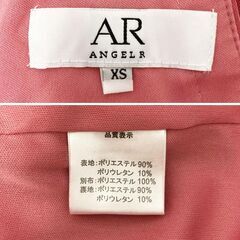 AR
ANGEL R
XS
品質表示
表地:ポリエステル 90%
ポリウレタン 10%
別布:ポリエステル 100%
裏地:ポリエステル 90%
ポリウレタン 10%